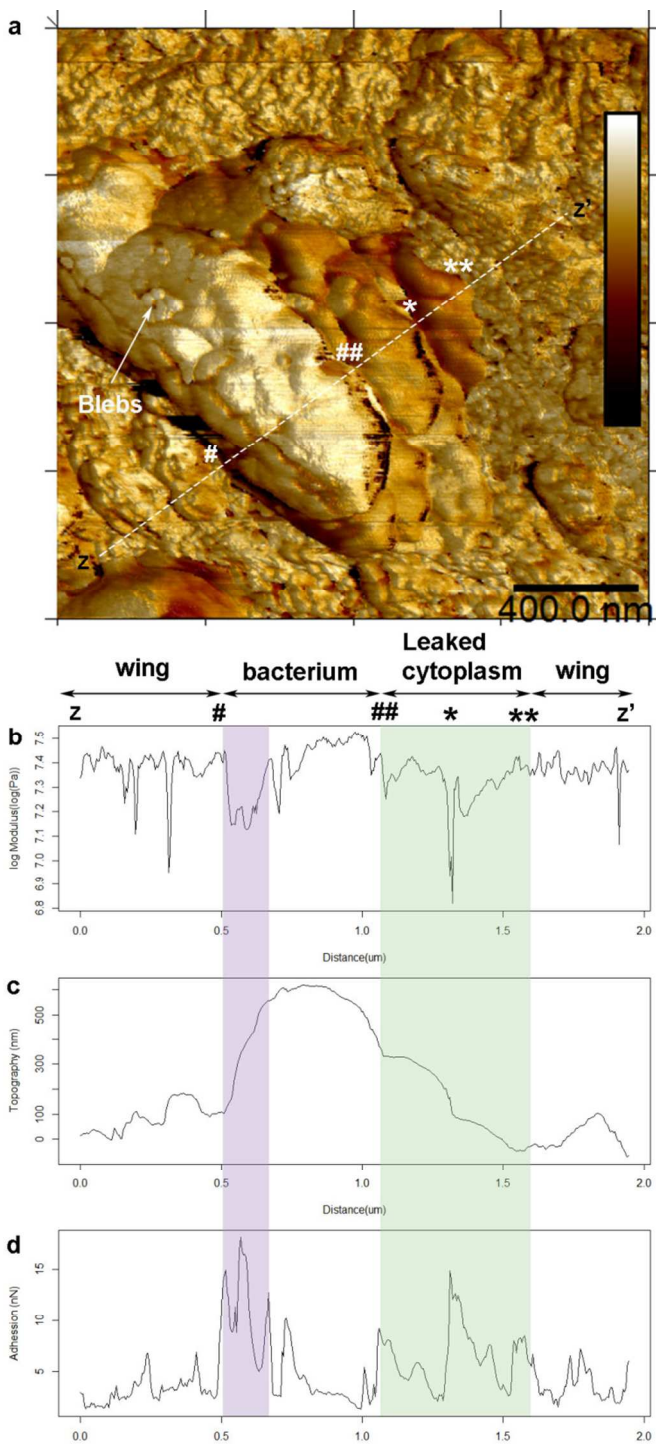 a
z'
**
*
##
Blebs
#
z
400.0 nm
wing bacterium Leaked cytoplasm wing
z # ## * ** z'
b
log Modulus(log(Pa))
7.5
7.4
7.3
7.2
7.1
7.0
6.9
6.8
0.0 0.5 1.0 1.5 2.0
Distance(um)
c
Topography (nm)
500
300
100
0
0.0 0.5 1.0 1.5 2.0
Distance(um)
d
Adhession (nN)
15
10
5
0.0 0.5 1.0 1.5 2.0